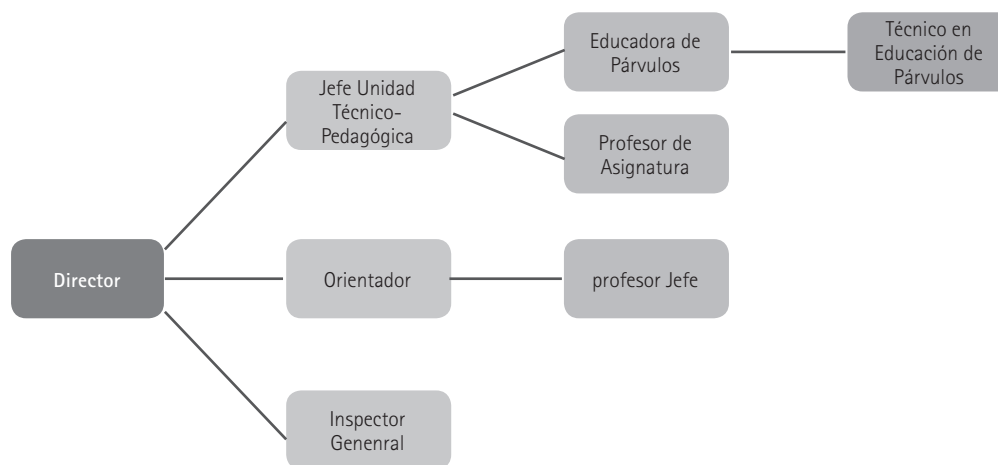 Técnico en
Educación de
Párvulos
Educadora de
Párvulos
Jefe Unidad
Técnico-
Pedagógica
Profesor de
Asignatura
Director
Orientador
profesor Jefe
Inspector
Genenral